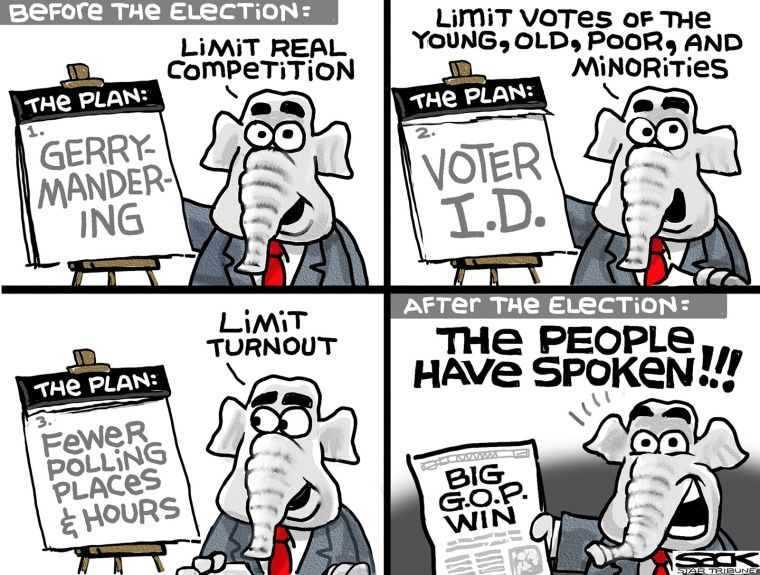 BeFoRe THe eLeCTioN:
LiMiT ReAL
CoMPeTiTioN
THe PLAN:
1.
GERRY-
MANDER-
ING
LiMiT VoTeS oF THe
YoUNG, oLD, PooR, AND
MiNoRiTieS
THe PLAN:
2.
VOTER
I.D.
LiMiT
TURNoUT
THe PLAN:
3.
FeWeR
PoLLiNG
PLACeS
& HoURS
AFTeR THe eLeCTioN:
THe PeoPLe
HAVe SPoKeN!!!
BIG
G.O.P.
WIN
SACK
STAR TRIBUNE